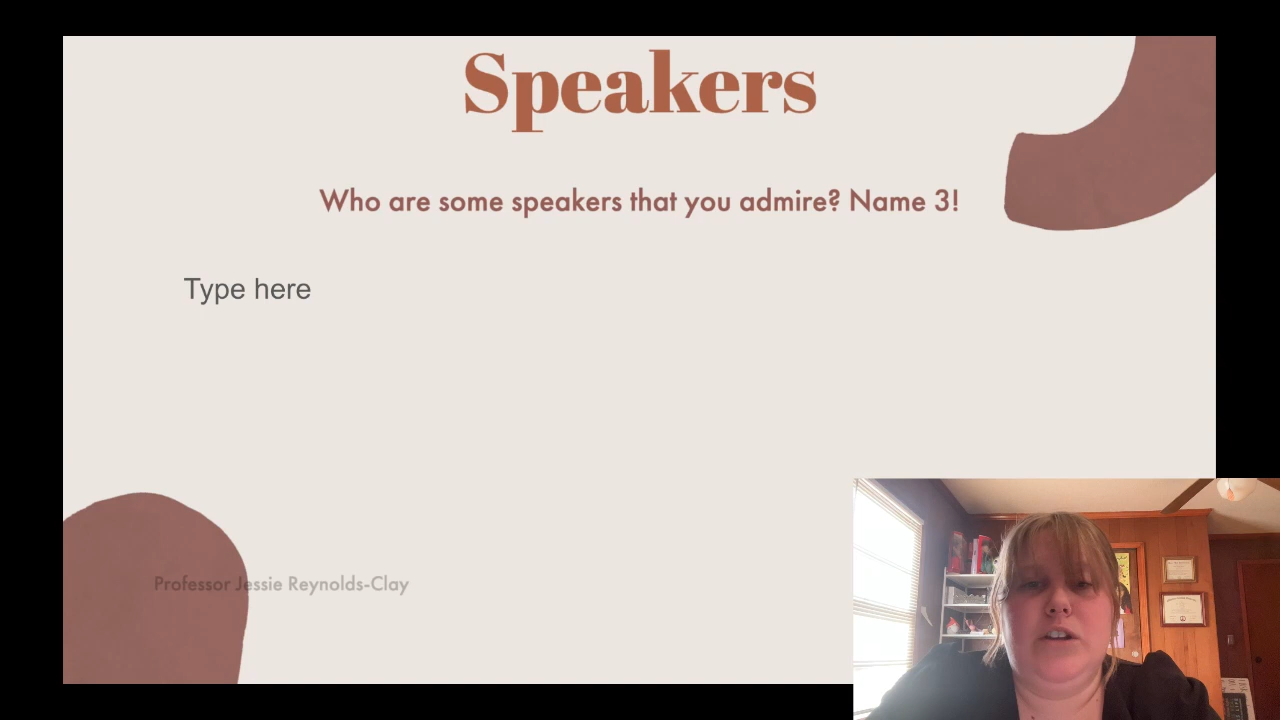 Speakers
Who are some speakers that you admire? Name 3!
Type here
Professor Jessie Reynolds-Clay